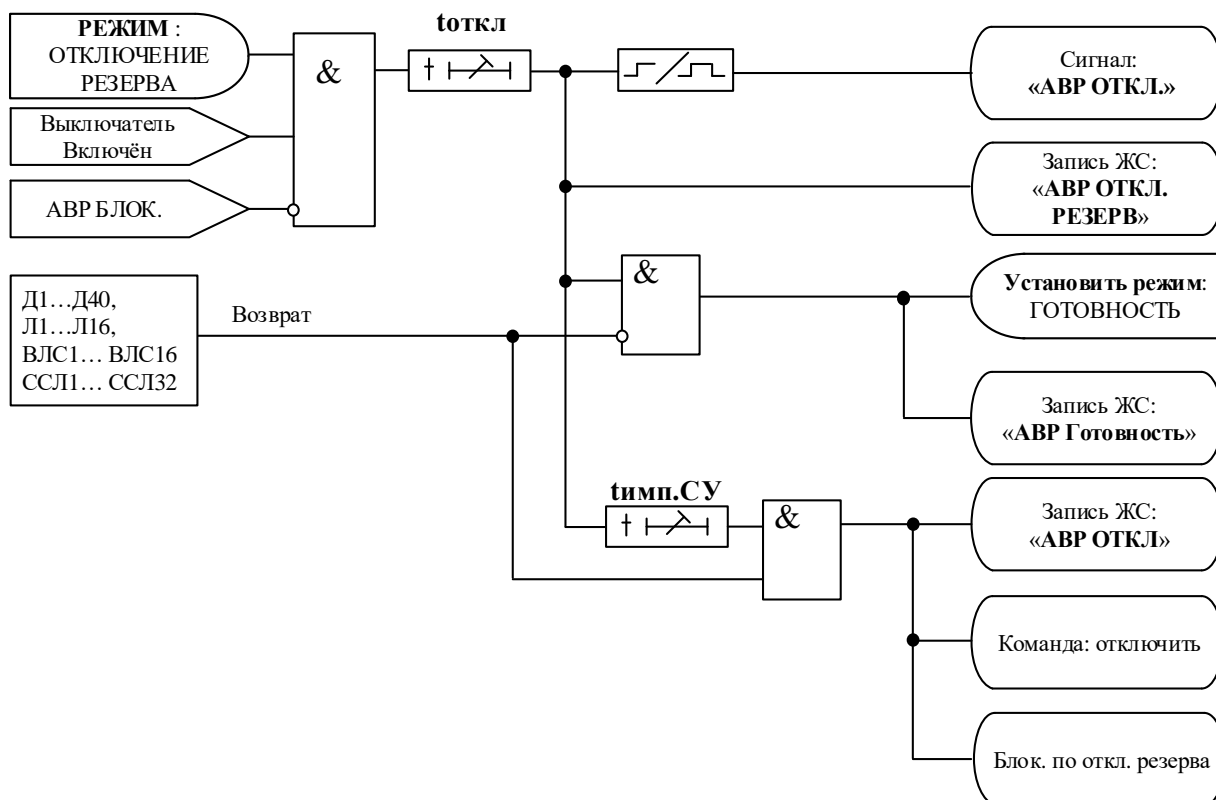 РЕЖИМ :
ОТКЛЮЧЕНИЕ
РЕЗЕРВА
Выключатель
Включён
АВР БЛОК.
&
tоткл
Сигнал:
«АВР ОТКЛ.»
Запись ЖС:
«АВР ОТКЛ.
РЕЗЕРВ»
Д1…Д40,
Л1…Л16,
ВЛС1… ВЛС16
ССЛ1… ССЛ32
Возврат
&
Установить режим:
ГОТОВНОСТЬ
Запись ЖС:
«АВР Готовность»
tимп.СУ
&
Запись ЖС:
«АВР ОТКЛ»
Команда: отключить
Блок. по откл. резерва